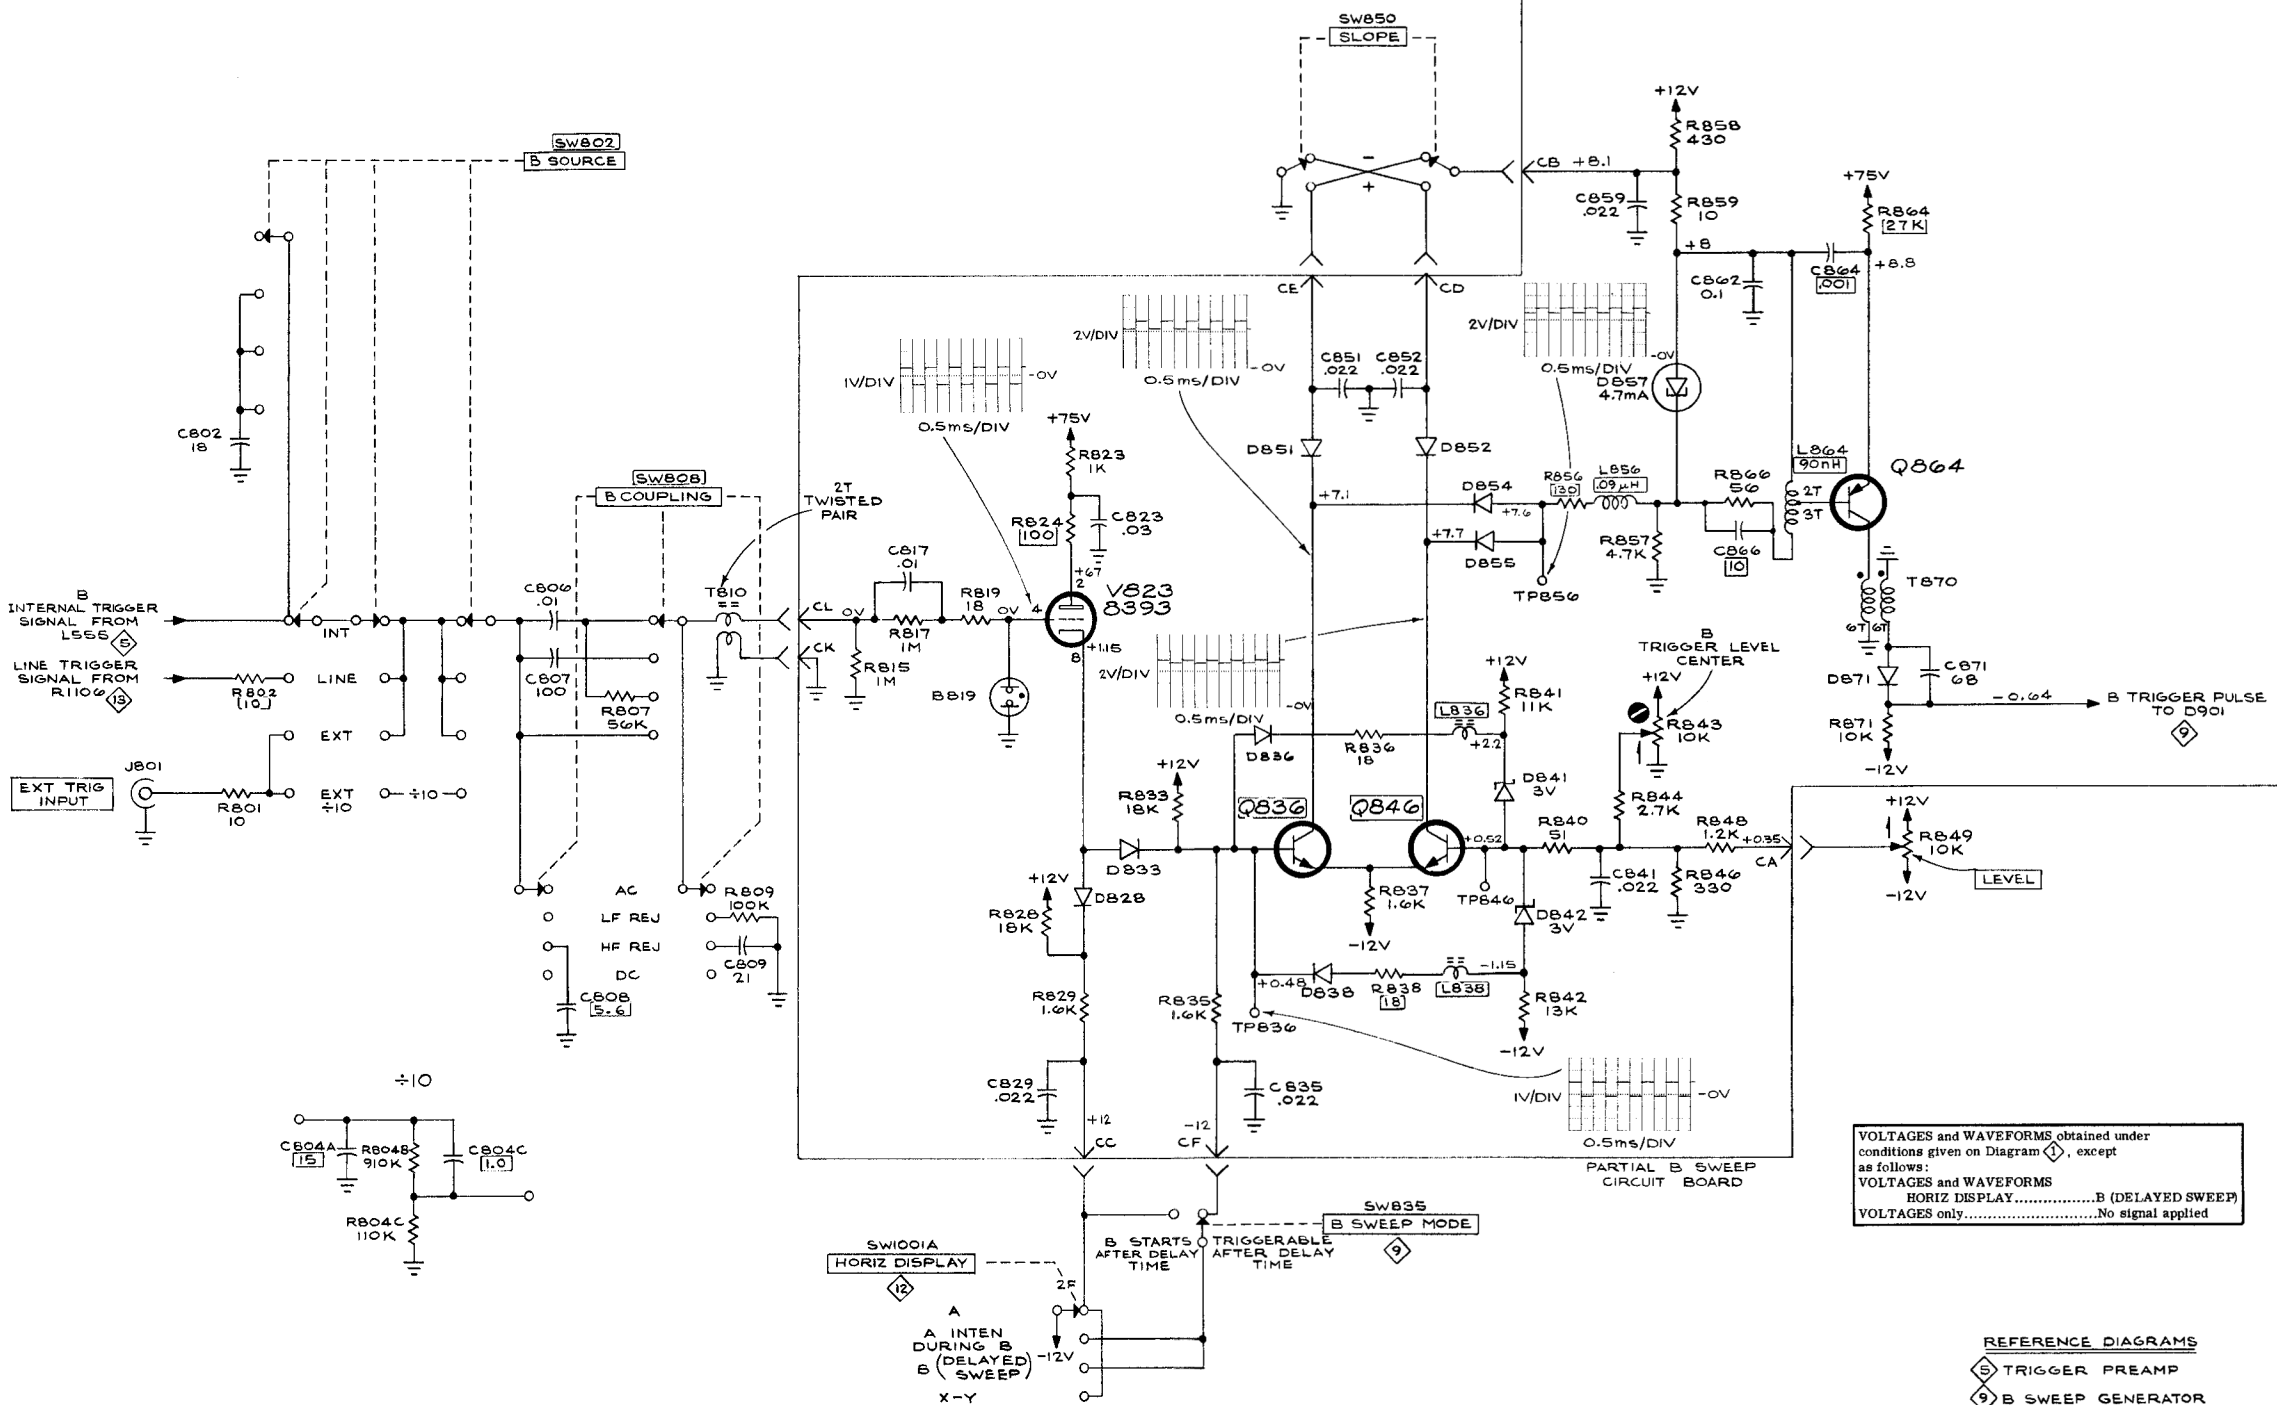 SW850
SLOPE
+12V
R858
430
SW802
B SOURCE
−
+
CB +8.1
C859
.022
R859
10
+75V
R864
27K
+8
C864
.001
+8.8
C862
0.1
CE
CD
2V/DIV
-0V
0.5ms/DIV
2V/DIV
-0V
0.5ms/DIV
1V/DIV
-0V
0.5ms/DIV
C851
.022
C852
.022
D857
4.7mA
C802
18
+75V
R823
1K
D851
D852
L864
90nH
Q864
SW808
B COUPLING
2T
TWISTED
PAIR
R824
100
C823
.03
+7.1
D854
+7.6
R856
130
L856
.09µH
R866
56
2T
3T
+7.7
D855
R857
4.7K
C866
10
TP856
T870
6T
6T
B
INTERNAL TRIGGER
SIGNAL FROM
L555 5
INT
C806
.01
T810
CL
0V
C817
.01
R817
1M
R819
18
0V
4
+67
2
V823
8393
8
+1.15
CK
R815
1M
B819
LINE TRIGGER
SIGNAL FROM
R1106 13
R802
10
LINE
C807
100
R807
56K
2V/DIV
-0V
0.5ms/DIV
+12V
R841
11K
B
TRIGGER LEVEL
CENTER
+12V
R843
10K
D871
C871
68
-0.64
B TRIGGER PULSE
TO D901
9
R871
10K
-12V
EXT
J801
EXT TRIG
INPUT
R801
10
EXT
÷10
÷10
D836
R836
18
L836
+2.2
+12V
R833
18K
Q836
Q846
D841
3V
R844
2.7K
+0.52
R840
51
R848
1.2K
+0.35
CA
+12V
R849
10K
-12V
LEVEL
D833
+12V
R828
18K
D828
R837
1.6K
-12V
TP846
D842
3V
C841
.022
R846
330
AC
LF REJ
HF REJ
DC
R809
100K
C809
21
C808
5.6
R829
1.6K
R835
1.6K
+0.48
D838
R838
18
L838
-1.15
TP836
R842
13K
-12V
C829
.022
C835
.022
1V/DIV
-0V
0.5ms/DIV
+12
CC
-12
CF
PARTIAL B SWEEP
CIRCUIT BOARD
÷10
C804A
15
R804B
910K
C804C
1.0
R804C
110K
VOLTAGES and WAVEFORMS obtained under
conditions given on Diagram 1, except
as follows:
VOLTAGES and WAVEFORMS
HORIZ DISPLAY................B (DELAYED SWEEP)
VOLTAGES only..........................No signal applied
SW835
B SWEEP MODE
9
B STARTS
AFTER DELAY
TIME
TRIGGERABLE
AFTER DELAY
TIME
SW1001A
HORIZ DISPLAY
12
2F
A
A INTEN
DURING B
B (DELAYED
SWEEP)
X-Y
-12V
REFERENCE DIAGRAMS
5 TRIGGER PREAMP
9 B SWEEP GENERATOR